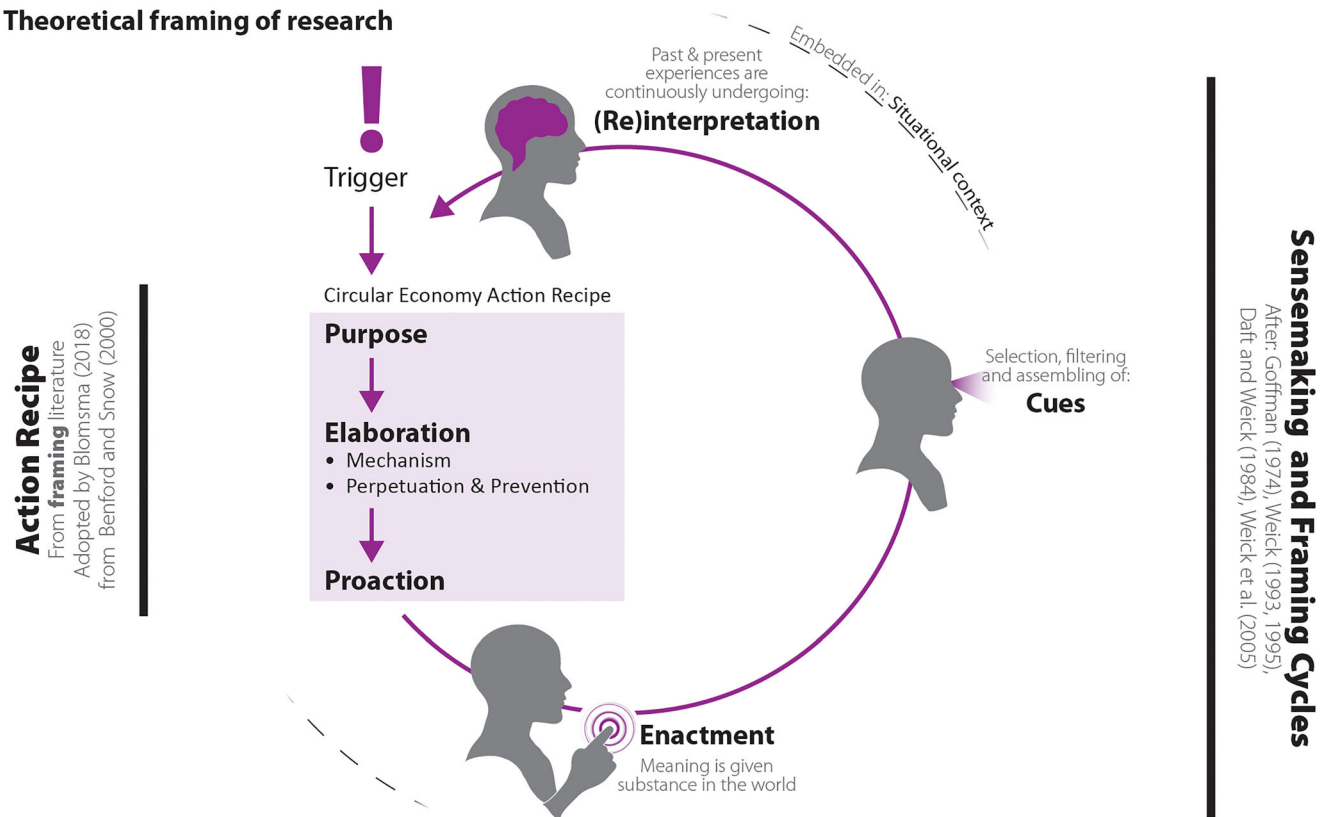 Theoretical framing of research
Trigger
Circular Economy Action Recipe
Purpose
Elaboration
• Mechanism
• Perpetuation & Prevention
Proaction
Past & present
experiences are
continuously undergoing:
(Re)interpretation
Embedded in: Situational context
Selection, filtering
and assembling of:
Cues
Enactment
Meaning is given
substance in the world
Action Recipe
From framing literature
Adopted by Blomsma (2018)
from Benford and Snow (2000)
Sensemaking and Framing Cycles
After: Goffman (1974), Weick (1993, 1995),
Daft and Weick (1984), Weick et al. (2005)